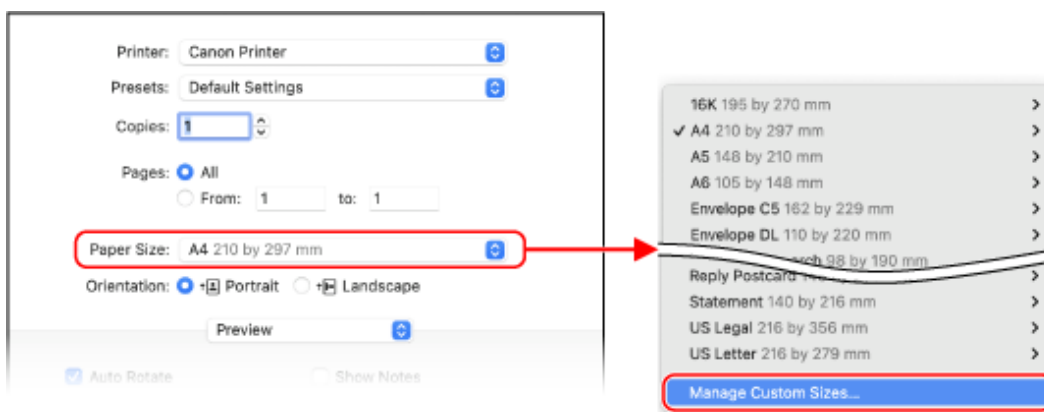 Printer: Canon Printer
Presets: Default Settings
Copies: 1
Pages: All
From: 1 to: 1
Paper Size: A4 210 by 297 mm
Orientation: Portrait Landscape
Preview
Auto Rotate Show Notes
16K 195 by 270 mm
✓ A4 210 by 297 mm
A5 148 by 210 mm
A6 105 by 148 mm
Envelope C5 162 by 229 mm
Envelope DL 110 by 220 mm
98 by 190 mm
Reply Postcard
Statement 140 by 216 mm
US Legal 216 by 356 mm
US Letter 216 by 279 mm
Manage Custom Sizes...